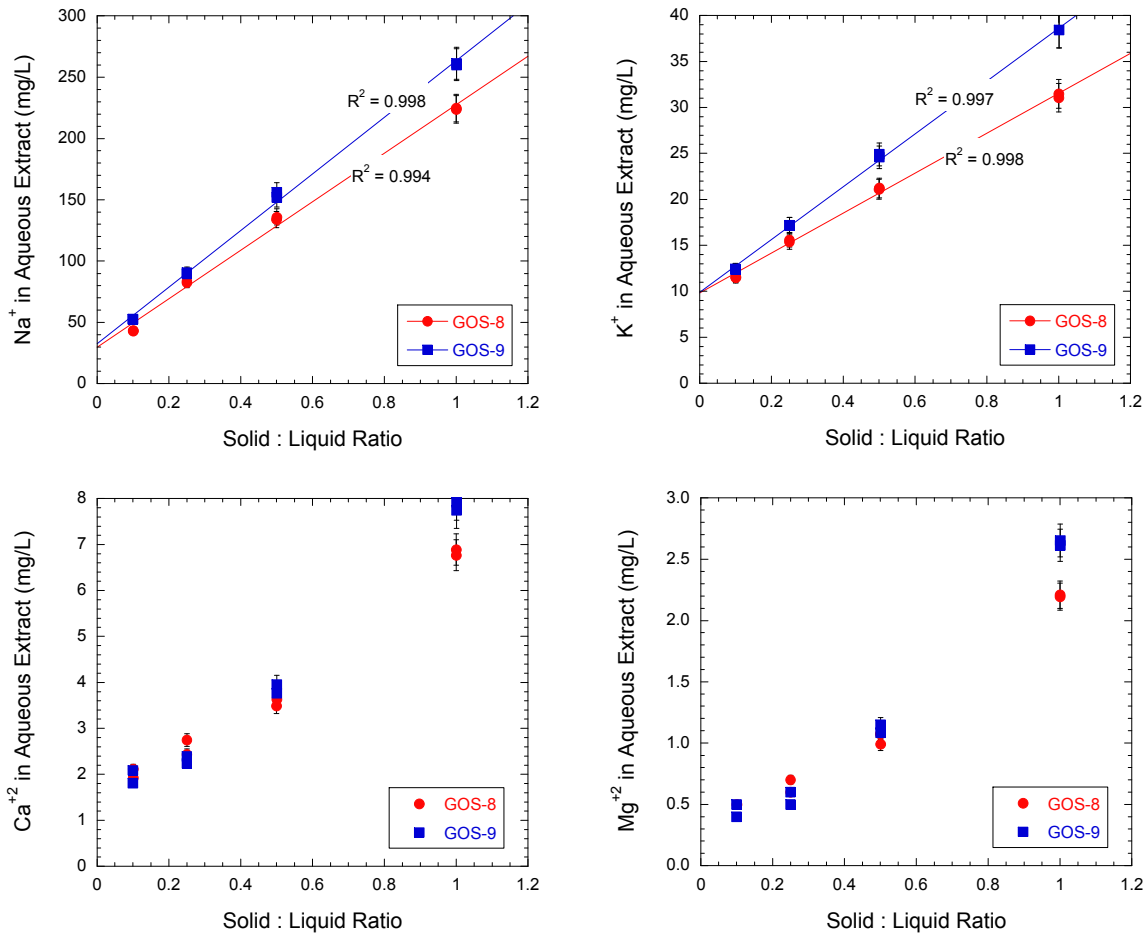 Na+ in Aqueous Extract (mg/L)
300
250
200
150
100
50
0
R2 = 0.998
R2 = 0.994
GOS-8
GOS-9
0 0.2 0.4 0.6 0.8 1 1.2
Solid : Liquid Ratio
K+ in Aqueous Extract (mg/L)
40
35
30
25
20
15
10
5
0
R2 = 0.997
R2 = 0.998
GOS-8
GOS-9
0 0.2 0.4 0.6 0.8 1 1.2
Solid : Liquid Ratio
Ca+2 in Aqueous Extract (mg/L)
8
7
6
5
4
3
2
1
0
GOS-8
GOS-9
0 0.2 0.4 0.6 0.8 1 1.2
Solid : Liquid Ratio
Mg+2 in Aqueous Extract (mg/L)
3.0
2.5
2.0
1.5
1.0
0.5
0.0
GOS-8
GOS-9
0 0.2 0.4 0.6 0.8 1 1.2
Solid : Liquid Ratio